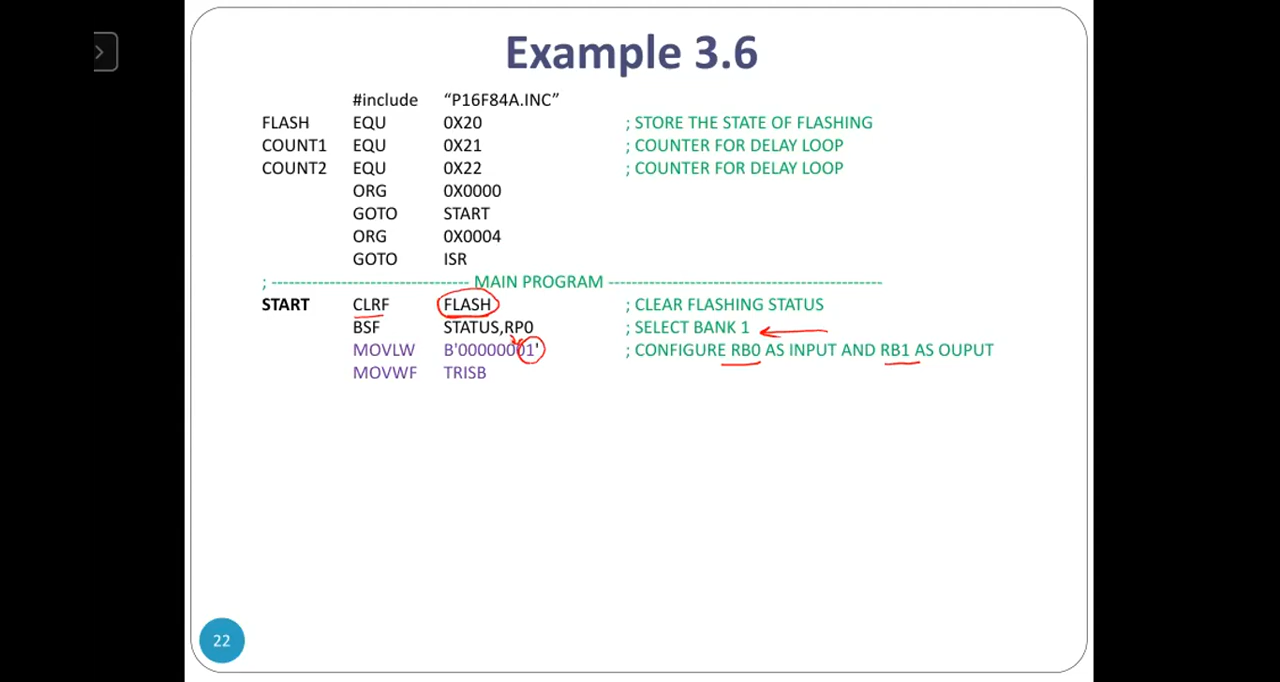 Example 3.6
#include “P16F84A.INC”
FLASH EQU 0X20 ; STORE THE STATE OF FLASHING
COUNT1 EQU 0X21 ; COUNTER FOR DELAY LOOP
COUNT2 EQU 0X22 ; COUNTER FOR DELAY LOOP
ORG 0X0000
GOTO START
ORG 0X0004
GOTO ISR
; --------------------------------- MAIN PROGRAM ---------------------------------------------
START CLRF FLASH ; CLEAR FLASHING STATUS
BSF STATUS,RP0 ; SELECT BANK 1
MOVLW B'00000001' ; CONFIGURE RB0 AS INPUT AND RB1 AS OUPUT
MOVWF TRISB
22